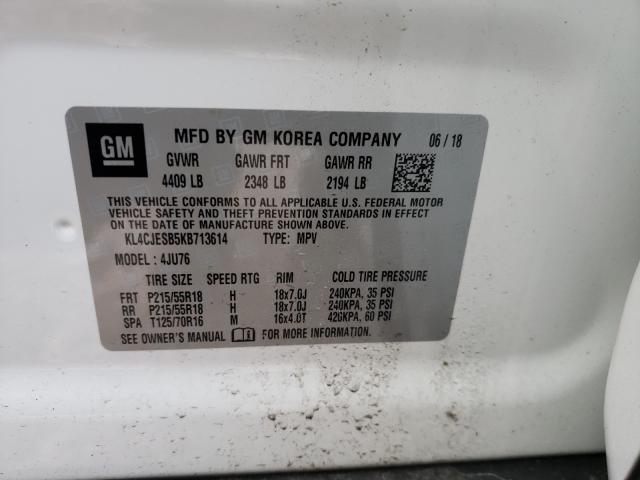 GM
MFD BY GM KOREA COMPANY 06 / 18
GVWR GAWR FRT GAWR RR
4409 LB 2348 LB 2194 LB
THIS VEHICLE CONFORMS TO ALL APPLICABLE U.S. FEDERAL MOTOR
VEHICLE SAFETY AND THEFT PREVENTION STANDARDS IN EFFECT
ON THE DATE OF MANUFACTURE SHOWN ABOVE.
KL4CJESB5KB713614 TYPE: MPV
MODEL : 4JU76
TIRE SIZE SPEED RTG RIM COLD TIRE PRESSURE
FRT P215/55R18 H 18x7.0J 240KPA, 35 PSI
RR P215/55R18 H 18x7.0J 240KPA, 35 PSI
SPA T125/70R16 M 16x4.0T 420KPA, 60 PSI
SEE OWNER'S MANUAL FOR MORE INFORMATION